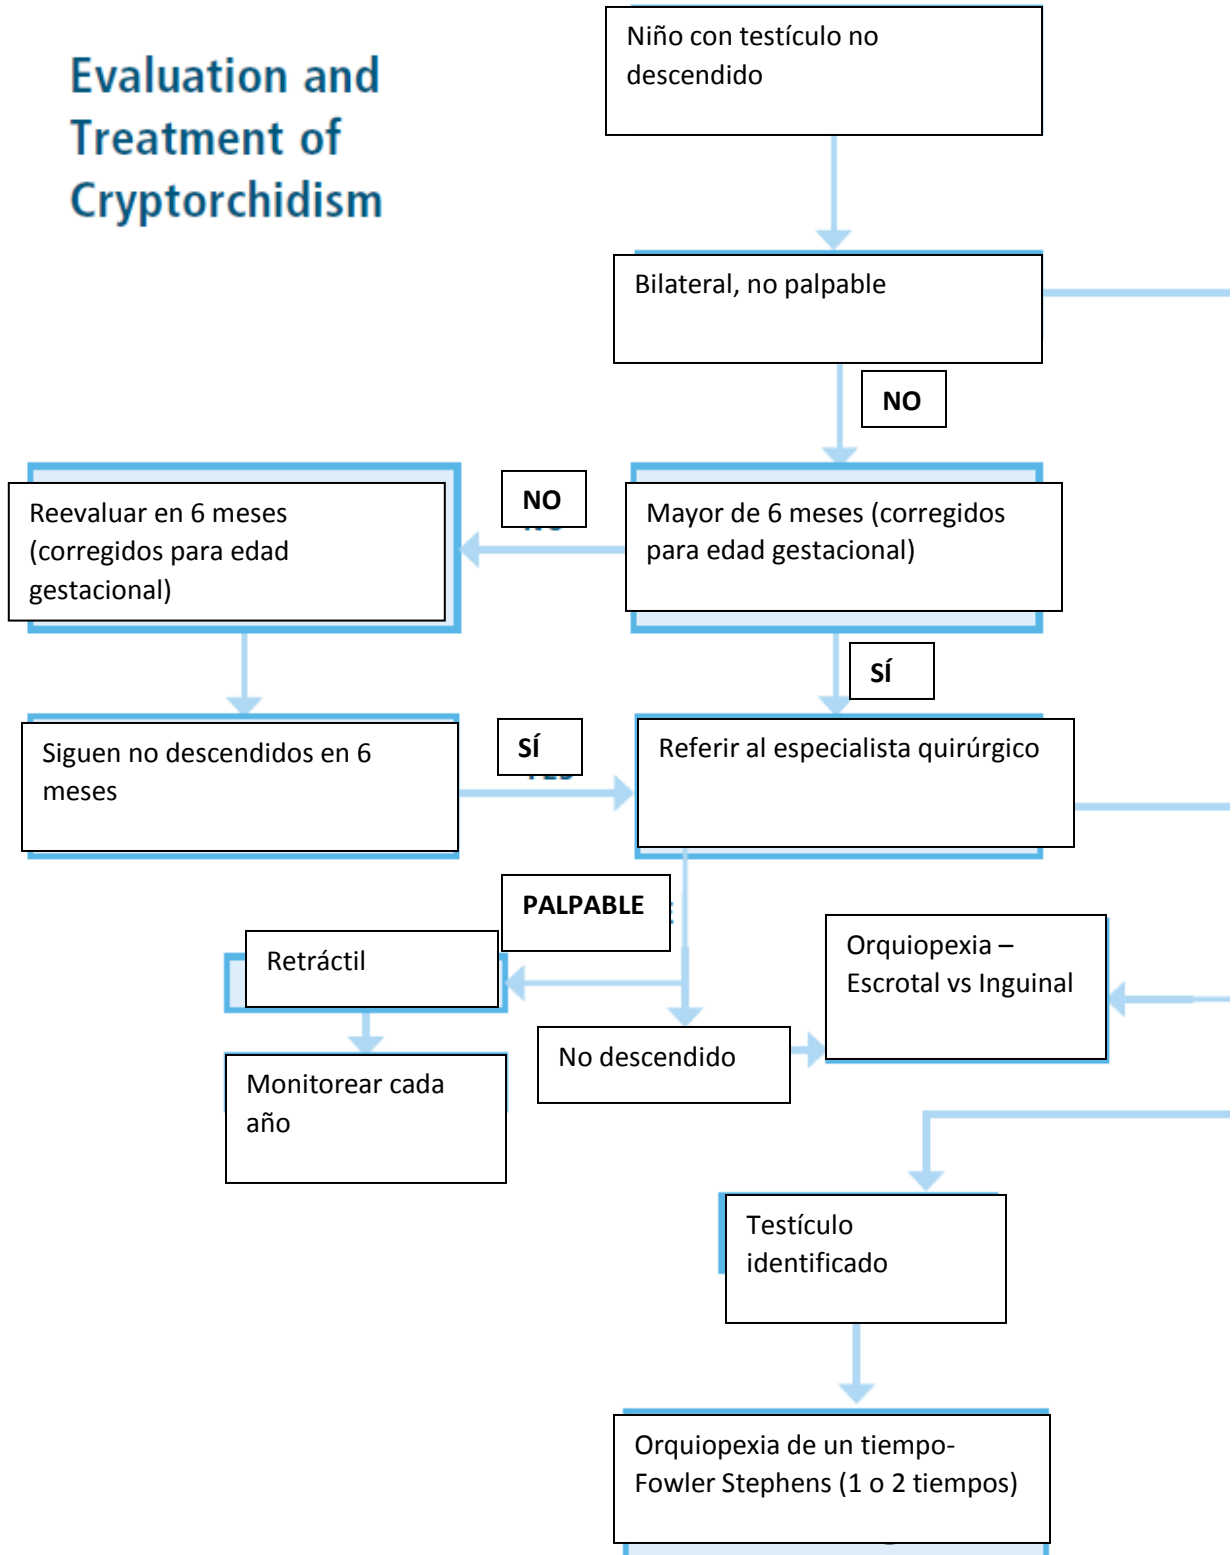 Evaluation and
Treatment of
Cryptorchidism
Niño con testículo no
descendido
Bilateral, no palpable
NO
Mayor de 6 meses (corregidos
para edad gestacional)
NO
Reevaluar en 6 meses
(corregidos para edad
gestacional)
SÍ
Siguen no descendidos en 6
meses
SÍ
Referir al especialista quirúrgico
PALPABLE
Retráctil
Monitorear cada
año
No descendido
Orquiopexia –
Escrotal vs Inguinal
Testículo
identificado
Orquiopexia de un tiempo-
Fowler Stephens (1 o 2 tiempos)